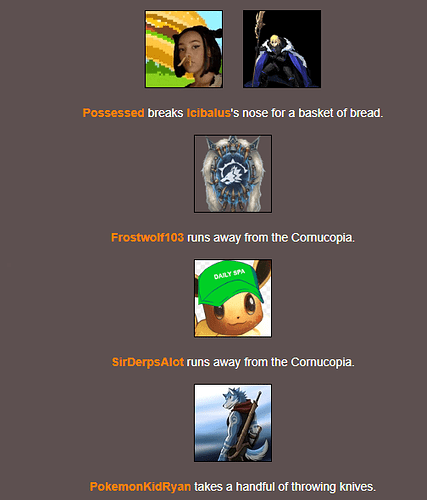 Possessed breaks Icibalus's nose for a basket of bread.
Frostwolf103 runs away from the Cornucopia.
DAILY SPA
SirDerpsAlot runs away from the Cornucopia.
PokemonKidRyan takes a handful of throwing knives.